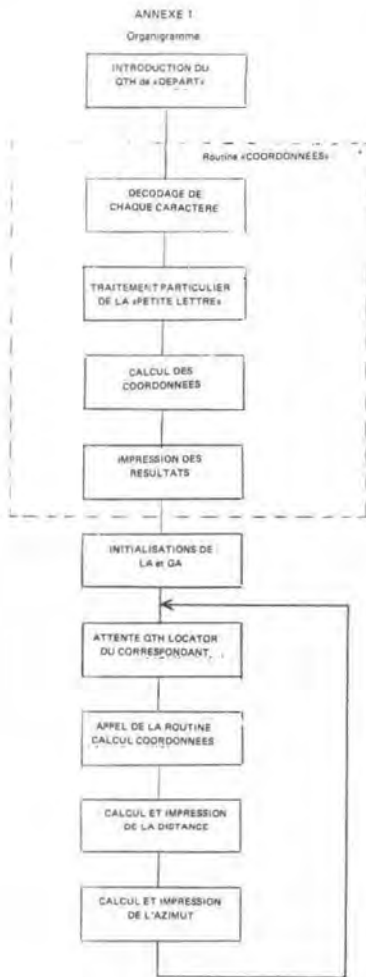 ANNEXE 1
Organigramme
INTRODUCTION DU
QTH de «DEPART»
Routine «COORDONNEES»
DECODAGE DE
CHAQUE CARACTERE
TRAITEMENT PARTICULIER
DE LA «PETITE LETTRE»
CALCUL DES
COORDONNEES
IMPRESSION DES
RESULTATS
INITIALISATIONS DE
LA et GA
ATTENTE QTH LOCATOR
DU CORRESPONDANT
APPEL DE LA ROUTINE
CALCUL COORDONNEES
CALCUL ET IMPRESSION
DE LA DISTANCE
CALCUL ET IMPRESSION
DE L'AZIMUT